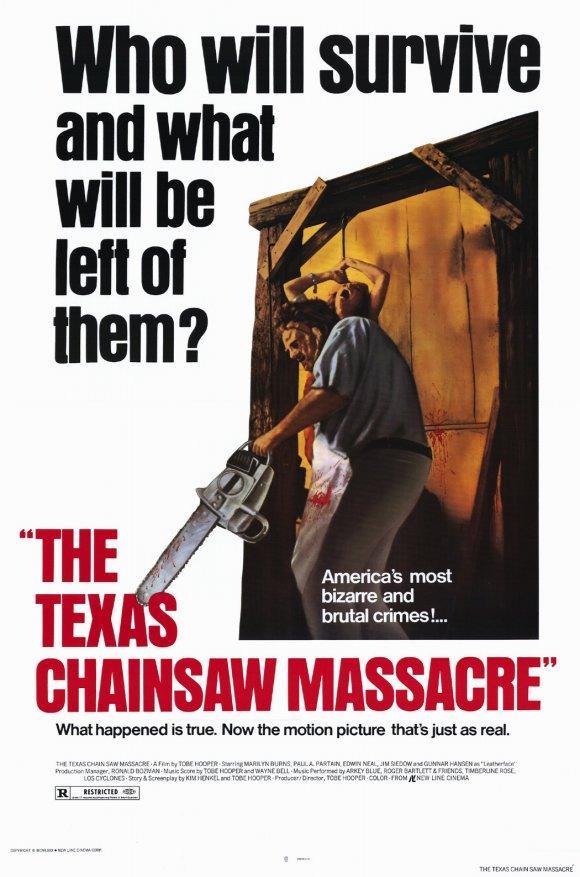 Who will survive
and what
will be
left of
them?
America's most
bizarre and
brutal crimes!...
"THE
TEXAS
CHAINSAW MASSACRE"
What happened is true. Now the motion picture that's just as real.
THE TEXAS CHAIN SAW MASSACRE · A Film by TOBE HOOPER · Starring MARILYN BURNS, PAUL A. PARTAIN, EDWIN NEAL, JIM SIEDOW and GUNNAR HANSEN as "Leatherface"
Production Manager, RONALD BOZMAN · Music Score by TOBE HOOPER and WAYNE BELL · Music Performed by ARKEY BLUE, ROGER BARTLETT & FRIENDS, TIMBERLINE ROSE,
LOS CYCLONES · Story & Screenplay by KIM HENKEL and TOBE HOOPER · Producer/Director, TOBE HOOPER · COLOR · FROM NEW LINE CINEMA
R RESTRICTED
COPYRIGHT © NEW LINE CINEMA CORP.
THE TEXAS CHAIN SAW MASSACRE